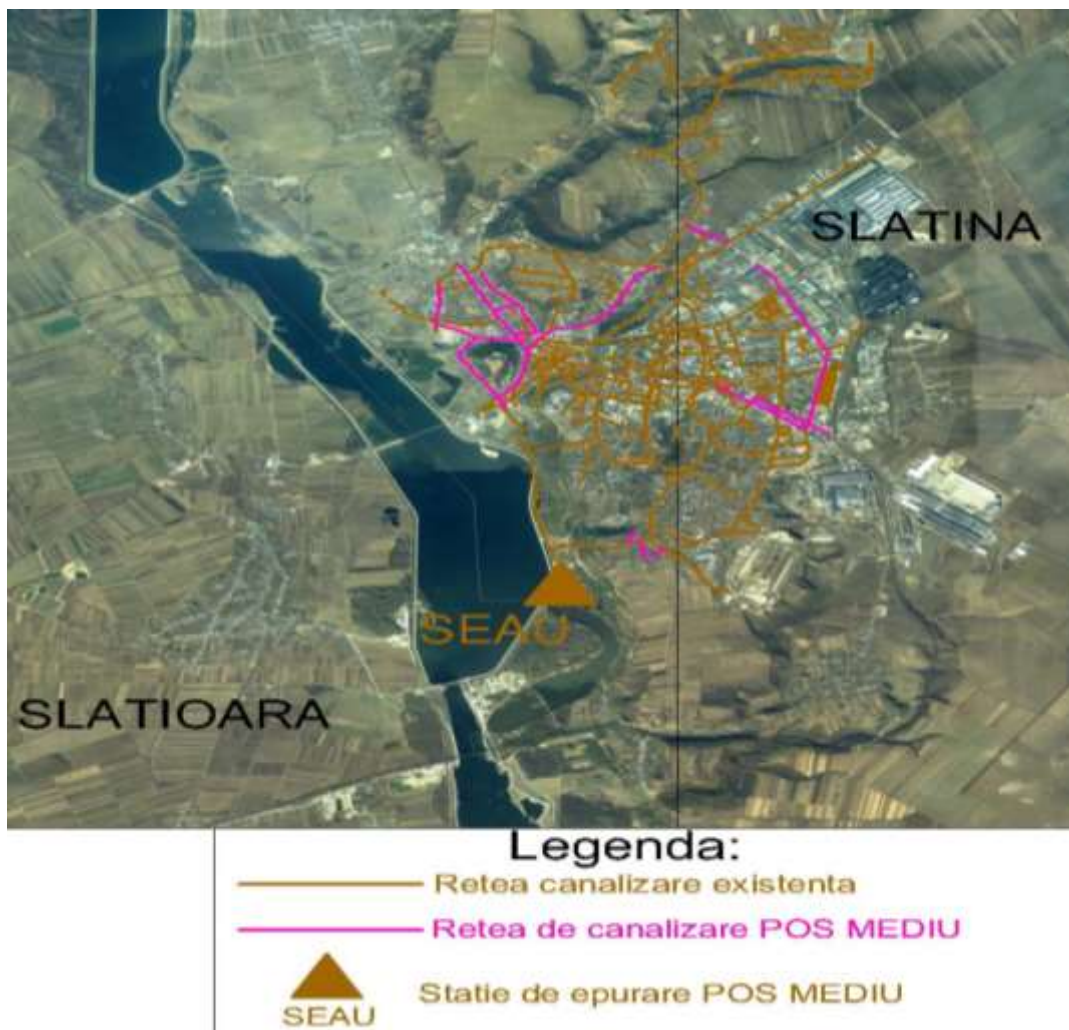 SLATINA
SEAU
SLATIOARA
Legenda:
Retea canalizare existenta
Retea de canalizare POS MEDIU
Statie de epurare POS MEDIU
SEAU